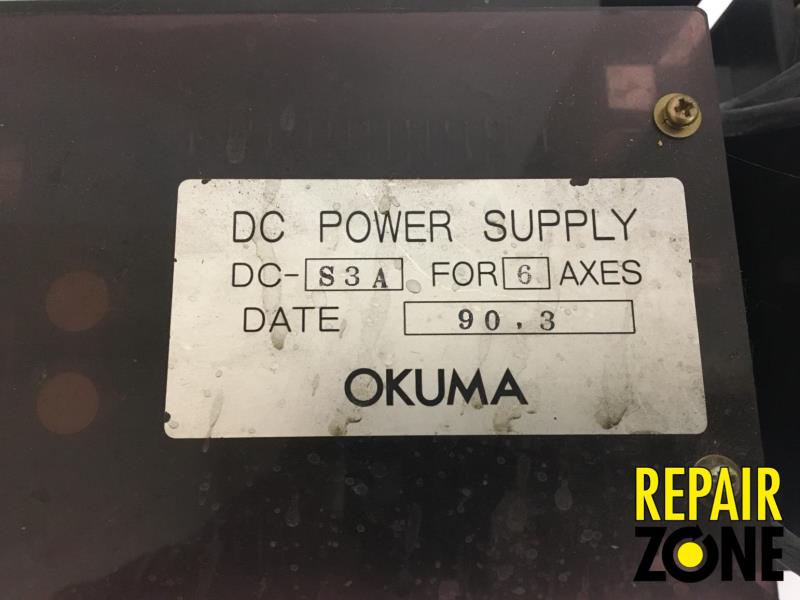 DC POWER SUPPLY
DC-S3A FOR 6 AXES
DATE 90.3
OKUMA
REPAIR
ZONE